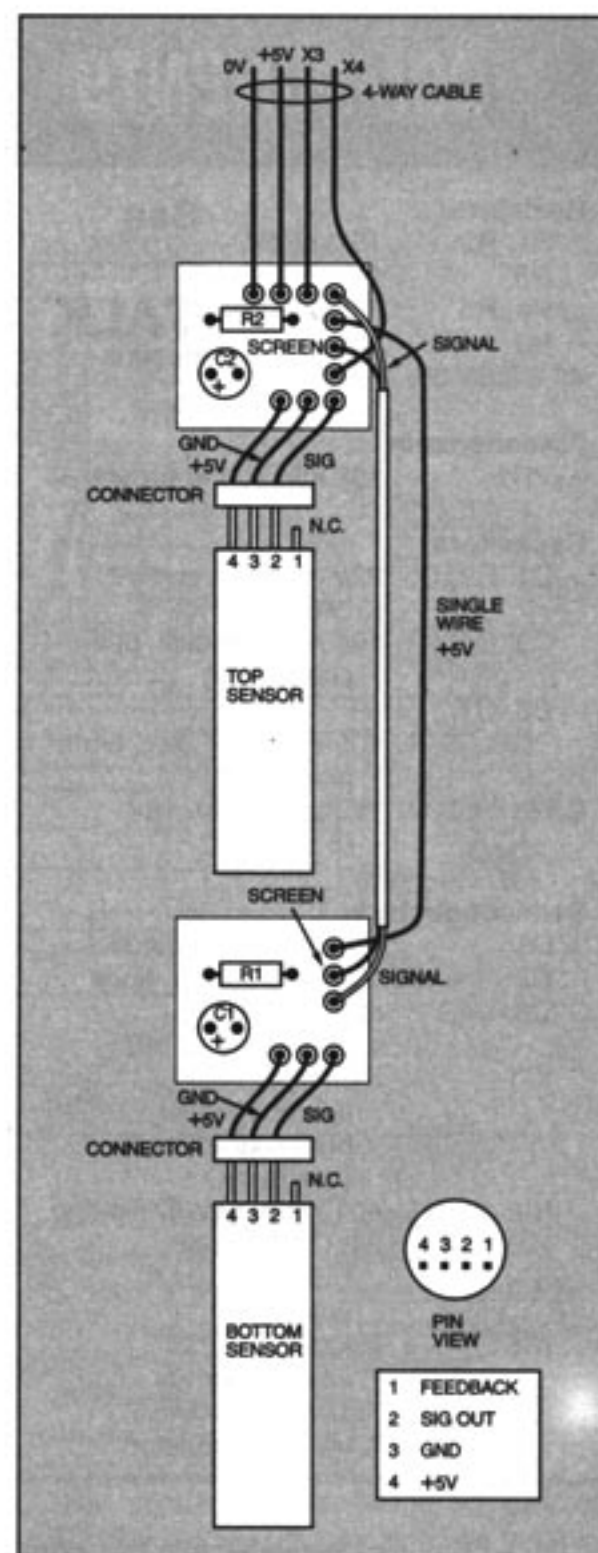 0V +5V X3 X4
4-WAY CABLE
R2
SCREEN
SIGNAL
C2
+
GND
+5V
SIG
CONNECTOR
N.C.
4 3 2 1
SINGLE
WIRE
+5V
TOP
SENSOR
SCREEN
R1
SIGNAL
C1
+
GND
+5V
SIG
CONNECTOR
N.C.
4 3 2 1
4 3 2 1
BOTTOM
SENSOR
PIN
VIEW
1 FEEDBACK
2 SIG OUT
3 GND
4 +5V